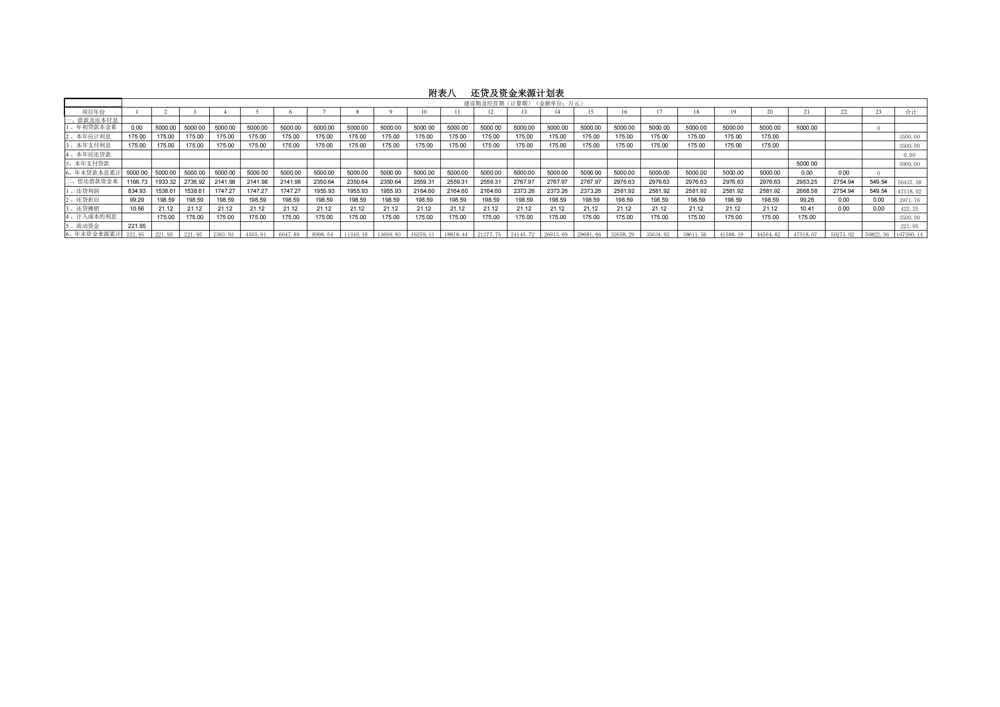 附表八 还贷及资金来源计划表
建设期及经营期（计算期）（金额单位：万元）
项目年份 1 2 3 4 5 6 7 8 9 10 11 12 13 14 15 16 17 18 19 20 21 22 23 合计
一、借款及还本付息
1、年初贷款本金累 0.00 5000.00 5000.00 5000.00 5000.00 5000.00 5000.00 5000.00 5000.00 5000.00 5000.00 5000.00 5000.00 5000.00 5000.00 5000.00 5000.00 5000.00 5000.00 5000.00 5000.00 0
2、本年应计利息 175.00 175.00 175.00 175.00 175.00 175.00 175.00 175.00 175.00 175.00 175.00 175.00 175.00 175.00 175.00 175.00 175.00 175.00 175.00 175.00 3500.00
3、本年支付利息 175.00 175.00 175.00 175.00 175.00 175.00 175.00 175.00 175.00 175.00 175.00 175.00 175.00 175.00 175.00 175.00 175.00 175.00 175.00 175.00 3500.00
4、本年应还贷款 0.00
5、本年支付贷款 5000.00 5000.00
6、年末贷款本息累计 5000.00 5000.00 5000.00 5000.00 5000.00 5000.00 5000.00 5000.00 5000.00 5000.00 5000.00 5000.00 5000.00 5000.00 5000.00 5000.00 5000.00 5000.00 5000.00 5000.00 0.00 0.00 0
二、偿还借款资金来 1166.73 1933.32 2736.92 2141.98 2141.98 2141.98 2350.64 2350.64 2350.64 2559.31 2559.31 2559.31 2767.97 2767.97 2767.97 2976.63 2976.63 2976.63 2976.63 2976.63 2953.25 2754.94 549.54 56437.58
1、还贷利润 834.93 1538.61 1538.61 1747.27 1747.27 1747.27 1955.93 1955.93 1955.93 2164.60 2164.60 2164.60 2373.26 2373.26 2373.26 2581.92 2581.92 2581.92 2581.92 2581.92 2668.58 2754.94 549.54 47518.02
2、还贷折旧 99.29 198.59 198.59 198.59 198.59 198.59 198.59 198.59 198.59 198.59 198.59 198.59 198.59 198.59 198.59 198.59 198.59 198.59 198.59 198.59 99.26 0.00 0.00 3971.76
3、还贷摊销 10.56 21.12 21.12 21.12 21.12 21.12 21.12 21.12 21.12 21.12 21.12 21.12 21.12 21.12 21.12 21.12 21.12 21.12 21.12 21.12 10.41 0.00 0.00 422.25
4、计入成本的利息 175.00 175.00 175.00 175.00 175.00 175.00 175.00 175.00 175.00 175.00 175.00 175.00 175.00 175.00 175.00 175.00 175.00 175.00 175.00 175.00 3500.00
5、流动资金 221.95 221.95
6、年末资金来源累计 221.95 221.95 221.95 2363.93 4505.91 6647.89 8998.54 11349.18 13699.83 16259.13 18818.44 21377.75 24145.72 26913.69 29681.66 32658.29 35634.92 38611.56 41588.19 44564.82 47518.07 50273.02 50822.56 107260.14